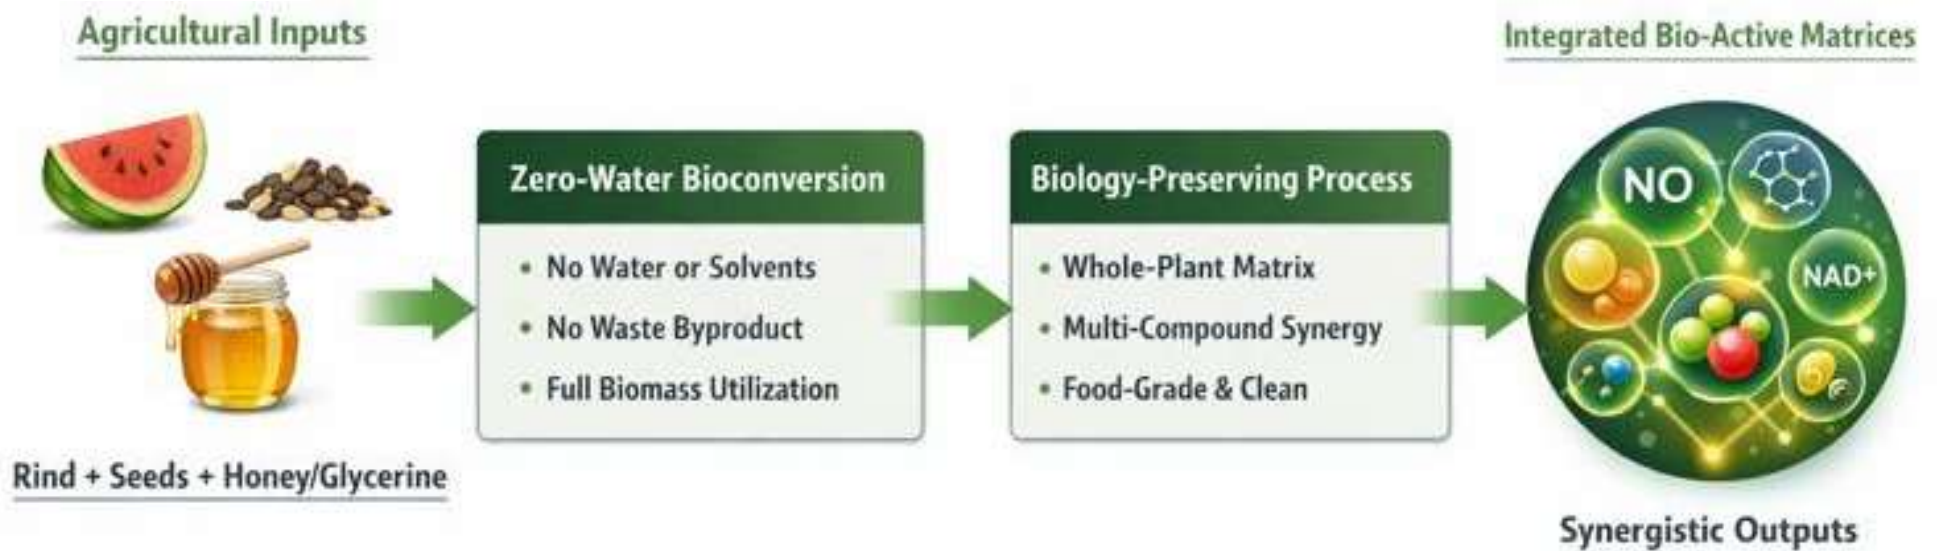 Agricultural Inputs
Rind + Seeds + Honey/Glycerine
Zero-Water Bioconversion
• No Water or Solvents
• No Waste Byproduct
• Full Biomass Utilization
Biology-Preserving Process
• Whole-Plant Matrix
• Multi-Compound Synergy
• Food-Grade & Clean
Integrated Bio-Active Matrices
NO
NAD+
Synergistic Outputs